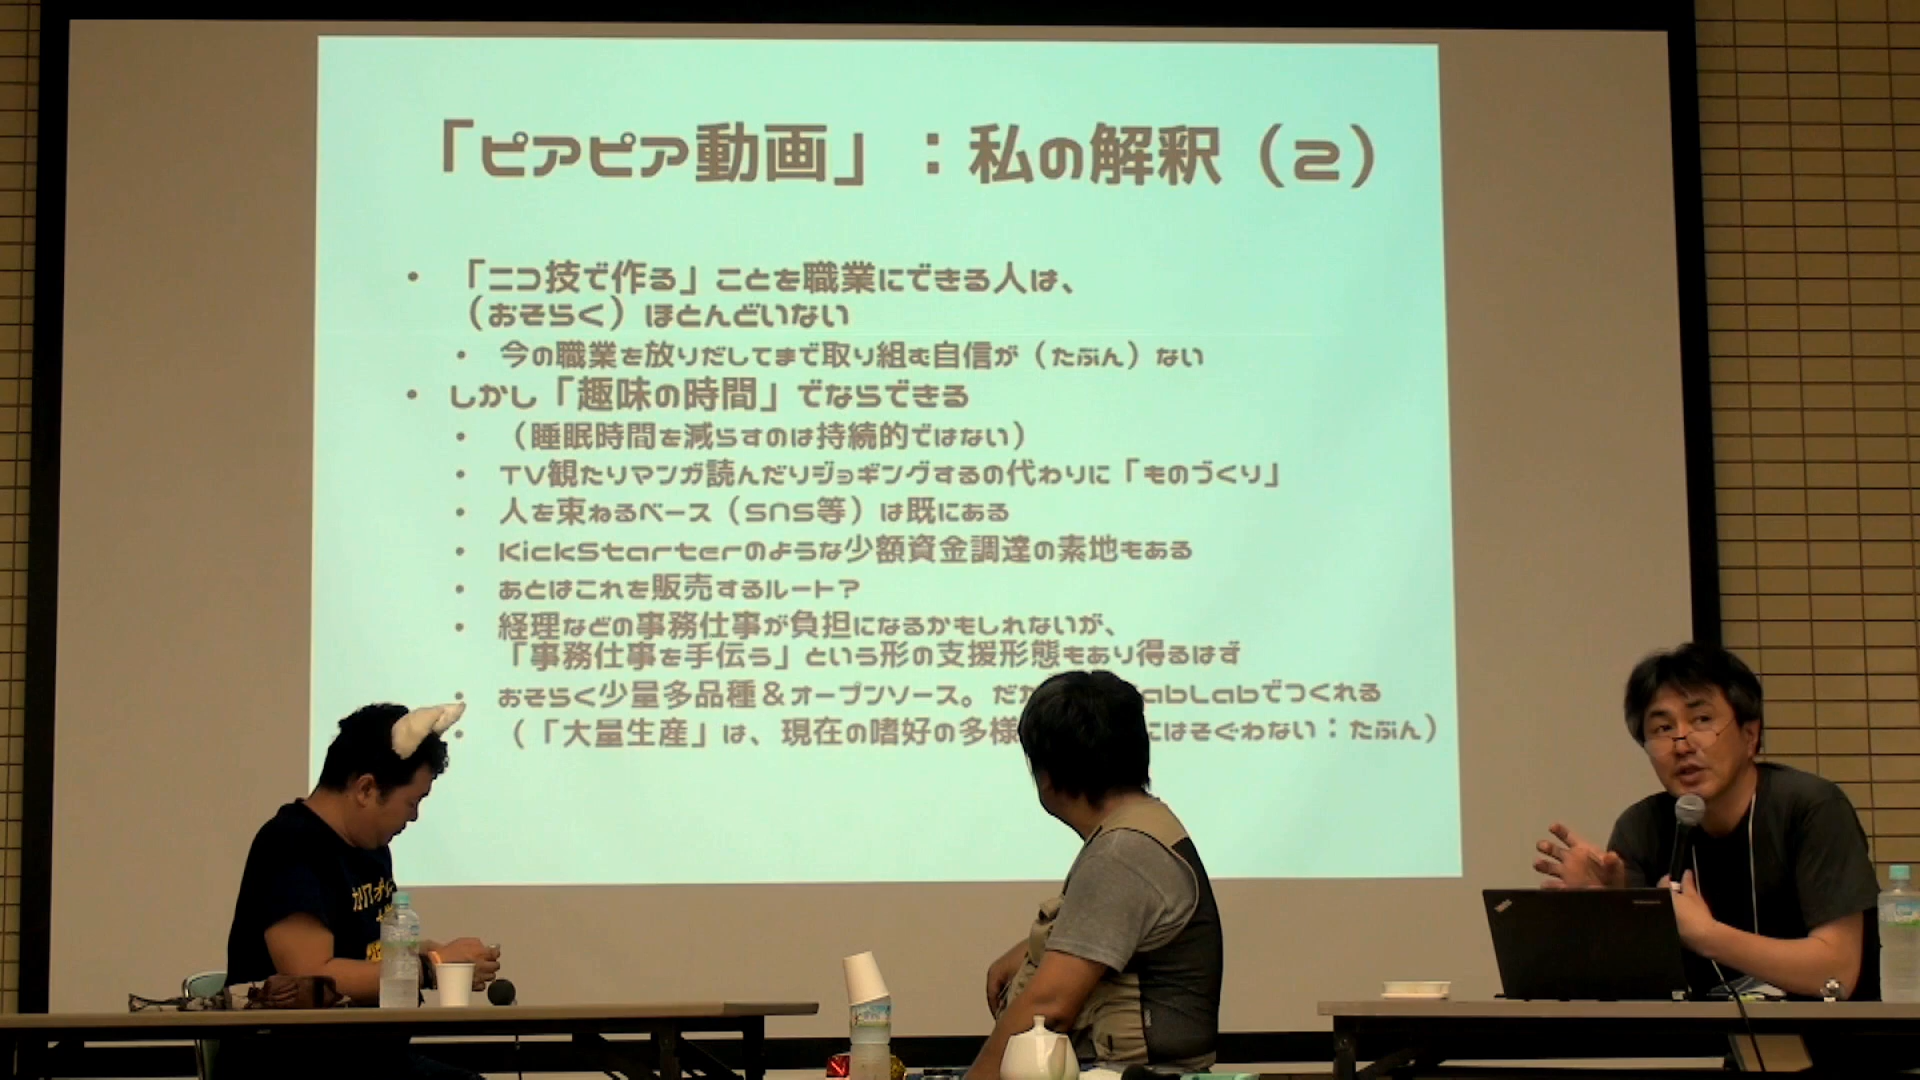 「ピアピア動画」：私の解釈（2）
• 「ニコ技で作る」ことを職業にできる人は、
（おそらく）ほとんどいない
• 今の職業を放りだしてまで取り組む自信が（たぶん）ない
• しかし「趣味の時間」でならできる
• （睡眠時間を減らすのは持続的ではない）
• TV観たりマンガ読んだりジョギングするの代わりに「ものづくり」
• 人を束ねるベース（SNS等）は既にある
• KickStarterのような少額資金調達の素地もある
• あとはこれを販売するルート？
• 経理などの事務仕事が負担になるかもしれないが、
「事務仕事を手伝う」という形の支援形態もあり得るはず
• おそらく少量多品種＆オープンソース。だ abLabでつくれる
• （「大量生産」は、現在の嗜好の多様 にはそぐわない：たぶん）